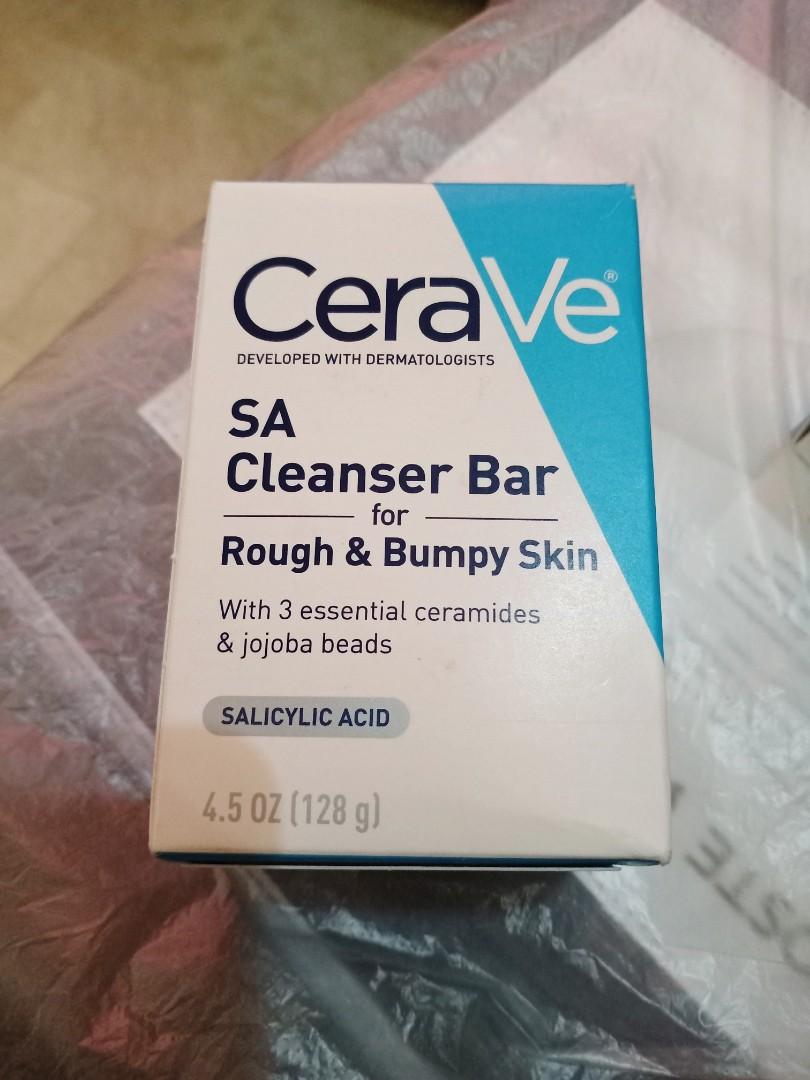 CeraVe®
DEVELOPED WITH DERMATOLOGISTS
SA
Cleanser Bar
for
Rough & Bumpy Skin
With 3 essential ceramides
& jojoba beads
SALICYLIC ACID
4.5 OZ (128 g)